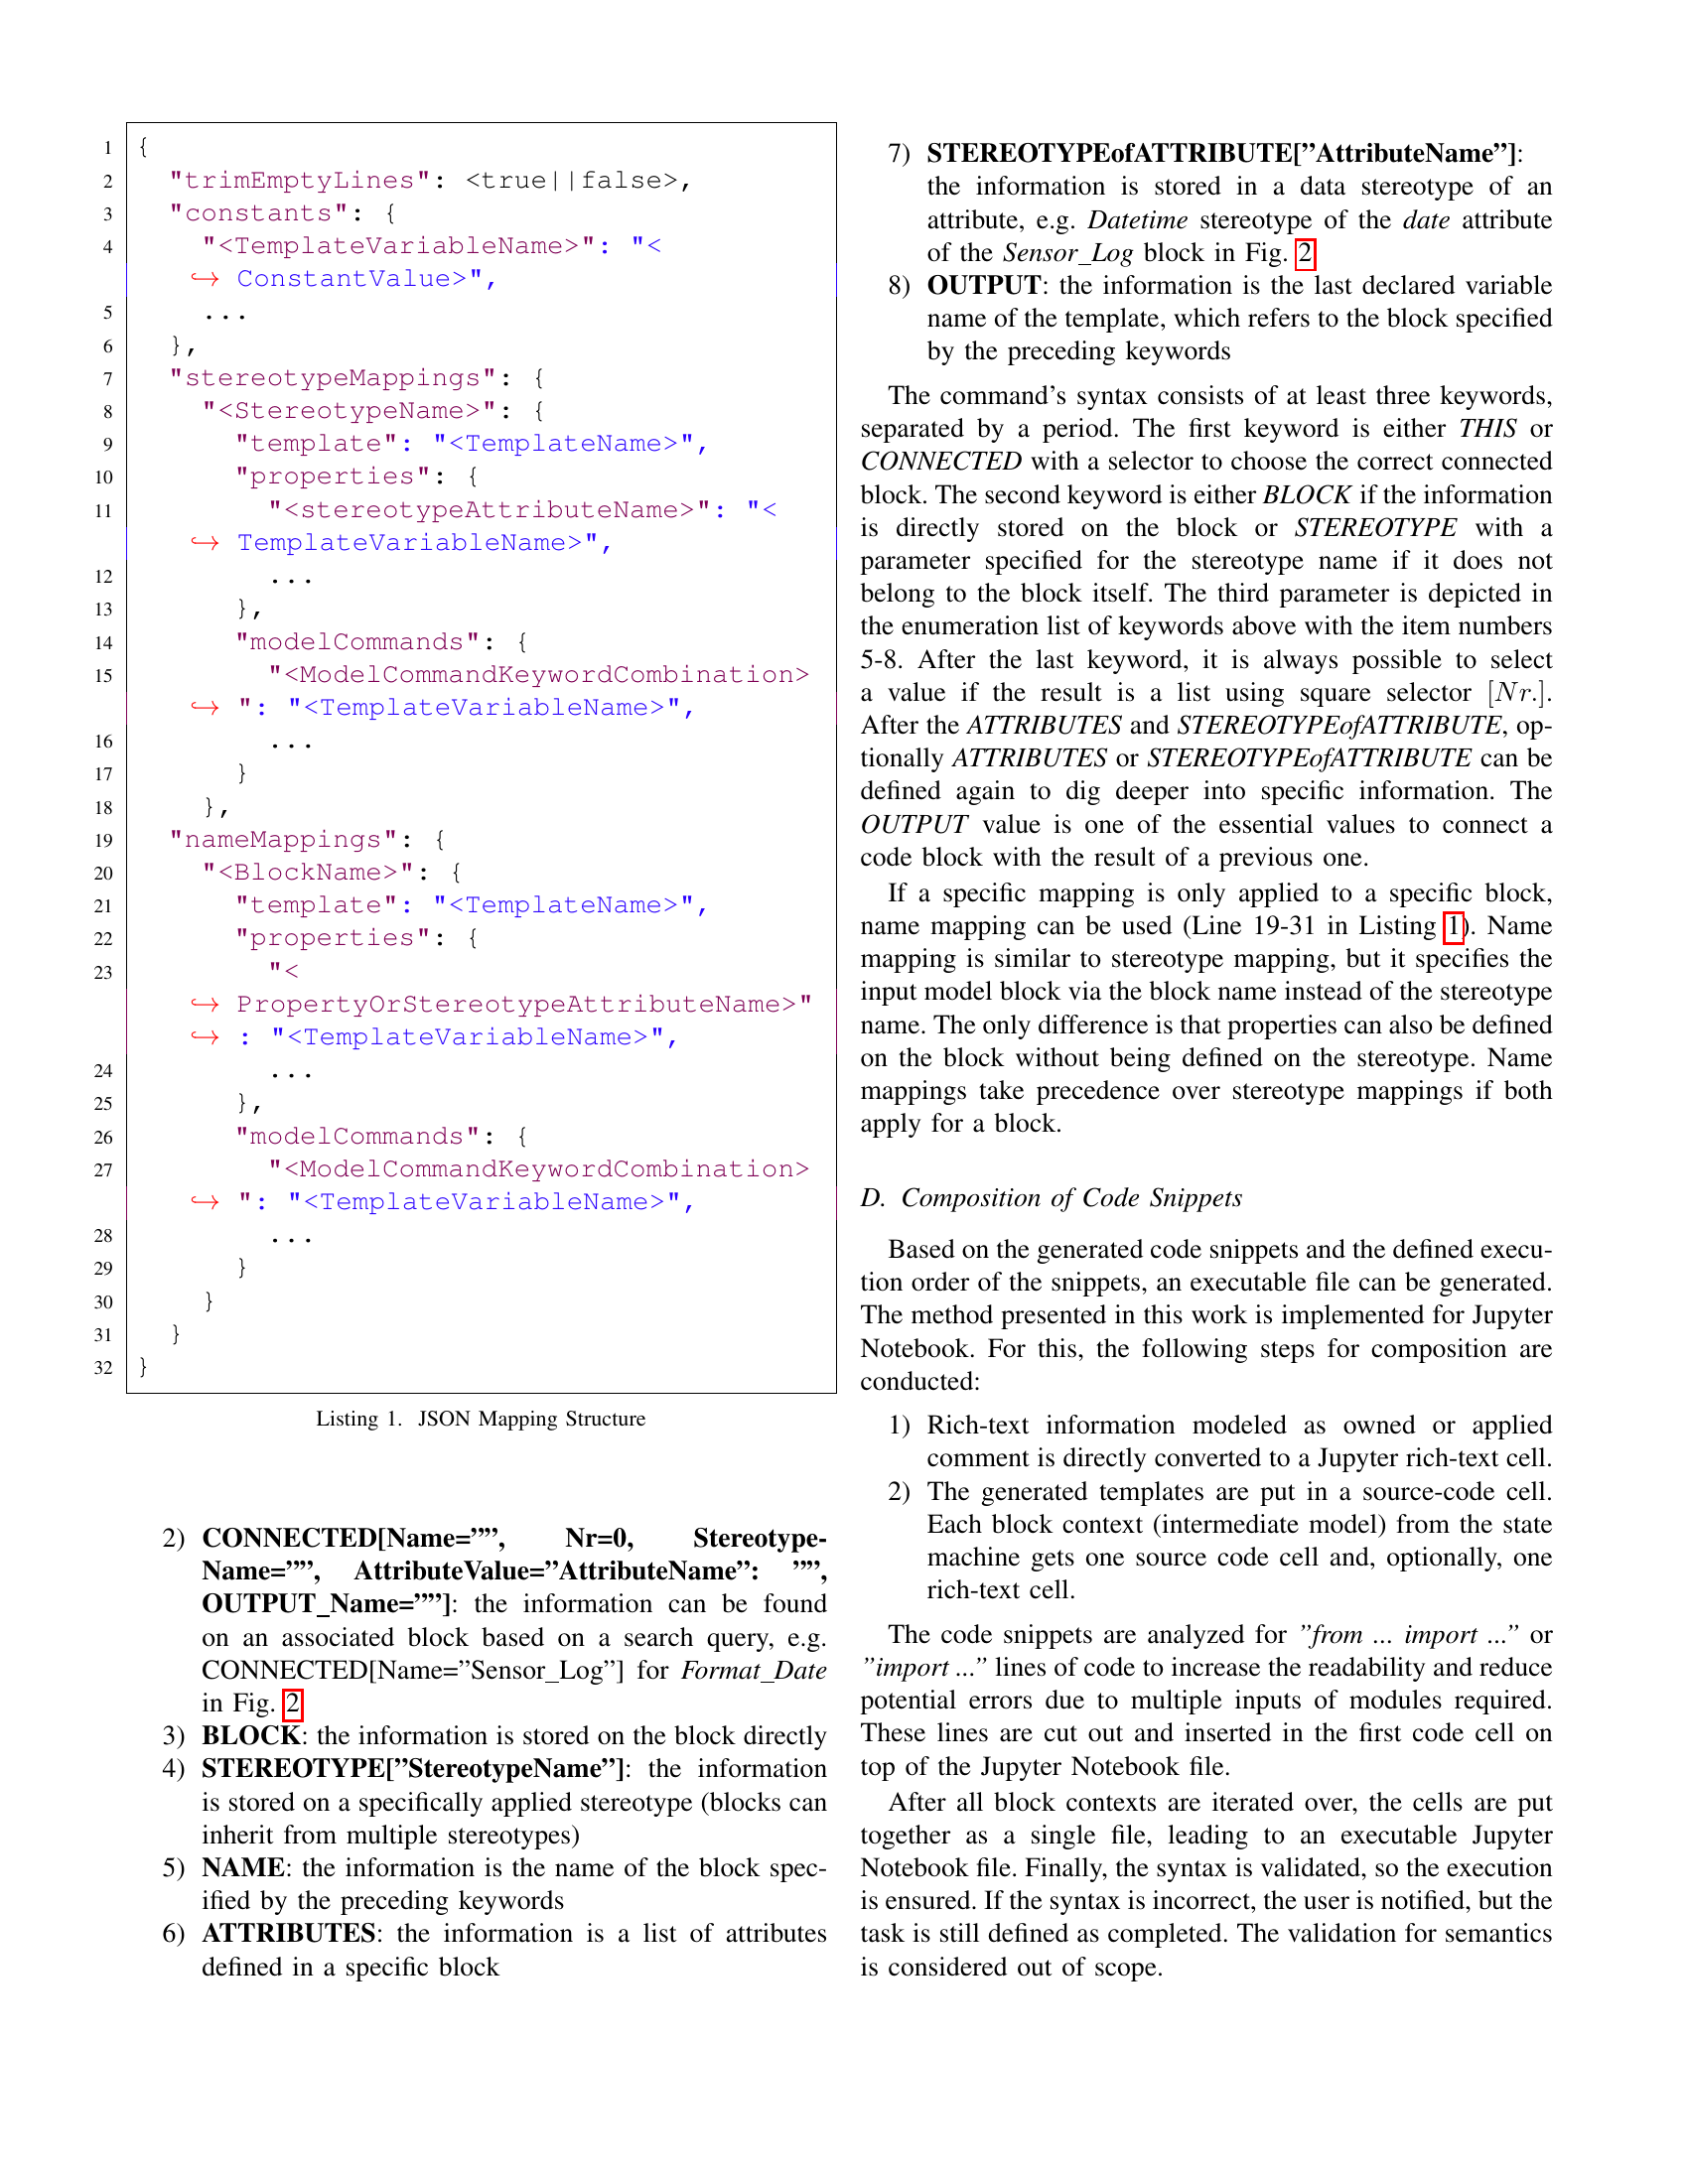 1 {
2 "trimEmptyLines": <true||false>,
3 "constants": {
4 "<TemplateVariableName>": "<
↪ ConstantValue>",
5 ...
6 },
7 "stereotypeMappings": {
8 "<StereotypeName>": {
9 "template": "<TemplateName>",
10 "properties": {
11 "<stereotypeAttributeName>": "<
↪ TemplateVariableName>",
12 ...
13 },
14 "modelCommands": {
15 "<ModelCommandKeywordCombination>
↪ ": "<TemplateVariableName>",
16 ...
17 }
18 },
19 "nameMappings": {
20 "<BlockName>": {
21 "template": "<TemplateName>",
22 "properties": {
23 "<
↪ PropertyOrStereotypeAttributeName>"
↪ : "<TemplateVariableName>",
24 ...
25 },
26 "modelCommands": {
27 "<ModelCommandKeywordCombination>
↪ ": "<TemplateVariableName>",
28 ...
29 }
30 }
31 }
32 }
Listing 1. JSON Mapping Structure
2) CONNECTED[Name=””, Nr=0, Stereotype-
Name=””, AttributeValue=”AttributeName”: ””,
OUTPUT_Name=””]: the information can be found
on an associated block based on a search query, e.g.
CONNECTED[Name=”Sensor_Log”] for Format_Date
in Fig. 2
3) BLOCK: the information is stored on the block directly
4) STEREOTYPE[”StereotypeName”]: the information
is stored on a specifically applied stereotype (blocks can
inherit from multiple stereotypes)
5) NAME: the information is the name of the block spec-
ified by the preceding keywords
6) ATTRIBUTES: the information is a list of attributes
defined in a specific block
7) STEREOTYPEofATTRIBUTE[”AttributeName”]:
the information is stored in a data stereotype of an
attribute, e.g. Datetime stereotype of the date attribute
of the Sensor_Log block in Fig. 2
8) OUTPUT: the information is the last declared variable
name of the template, which refers to the block specified
by the preceding keywords
The command’s syntax consists of at least three keywords,
separated by a period. The first keyword is either THIS or
CONNECTED with a selector to choose the correct connected
block. The second keyword is either BLOCK if the information
is directly stored on the block or STEREOTYPE with a
parameter specified for the stereotype name if it does not
belong to the block itself. The third parameter is depicted in
the enumeration list of keywords above with the item numbers
5-8. After the last keyword, it is always possible to select
a value if the result is a list using square selector [Nr.].
After the ATTRIBUTES and STEREOTYPEofATTRIBUTE, op-
tionally ATTRIBUTES or STEREOTYPEofATTRIBUTE can be
defined again to dig deeper into specific information. The
OUTPUT value is one of the essential values to connect a
code block with the result of a previous one.
If a specific mapping is only applied to a specific block,
name mapping can be used (Line 19-31 in Listing 1). Name
mapping is similar to stereotype mapping, but it specifies the
input model block via the block name instead of the stereotype
name. The only difference is that properties can also be defined
on the block without being defined on the stereotype. Name
mappings take precedence over stereotype mappings if both
apply for a block.
D. Composition of Code Snippets
Based on the generated code snippets and the defined execu-
tion order of the snippets, an executable file can be generated.
The method presented in this work is implemented for Jupyter
Notebook. For this, the following steps for composition are
conducted:
1) Rich-text information modeled as owned or applied
comment is directly converted to a Jupyter rich-text cell.
2) The generated templates are put in a source-code cell.
Each block context (intermediate model) from the state
machine gets one source code cell and, optionally, one
rich-text cell.
The code snippets are analyzed for ”from ... import ...” or
”import ...” lines of code to increase the readability and reduce
potential errors due to multiple inputs of modules required.
These lines are cut out and inserted in the first code cell on
top of the Jupyter Notebook file.
After all block contexts are iterated over, the cells are put
together as a single file, leading to an executable Jupyter
Notebook file. Finally, the syntax is validated, so the execution
is ensured. If the syntax is incorrect, the user is notified, but the
task is still defined as completed. The validation for semantics
is considered out of scope.